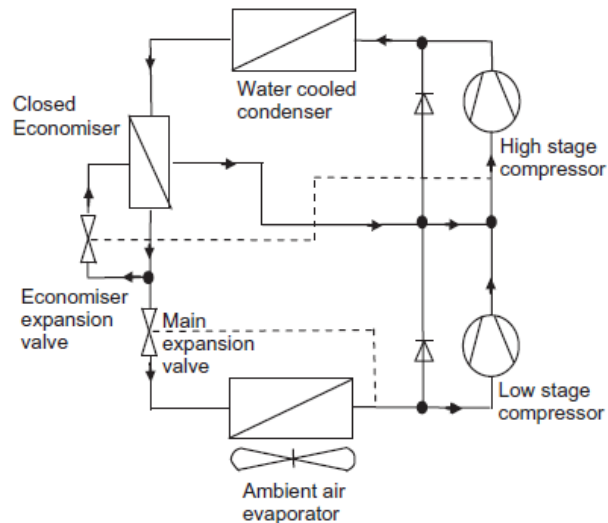 Water cooled
condenser
Closed
Economiser
High stage
compressor
Economiser
expansion
valve
Main
expansion
valve
Low stage
compressor
Ambient air
evaporator